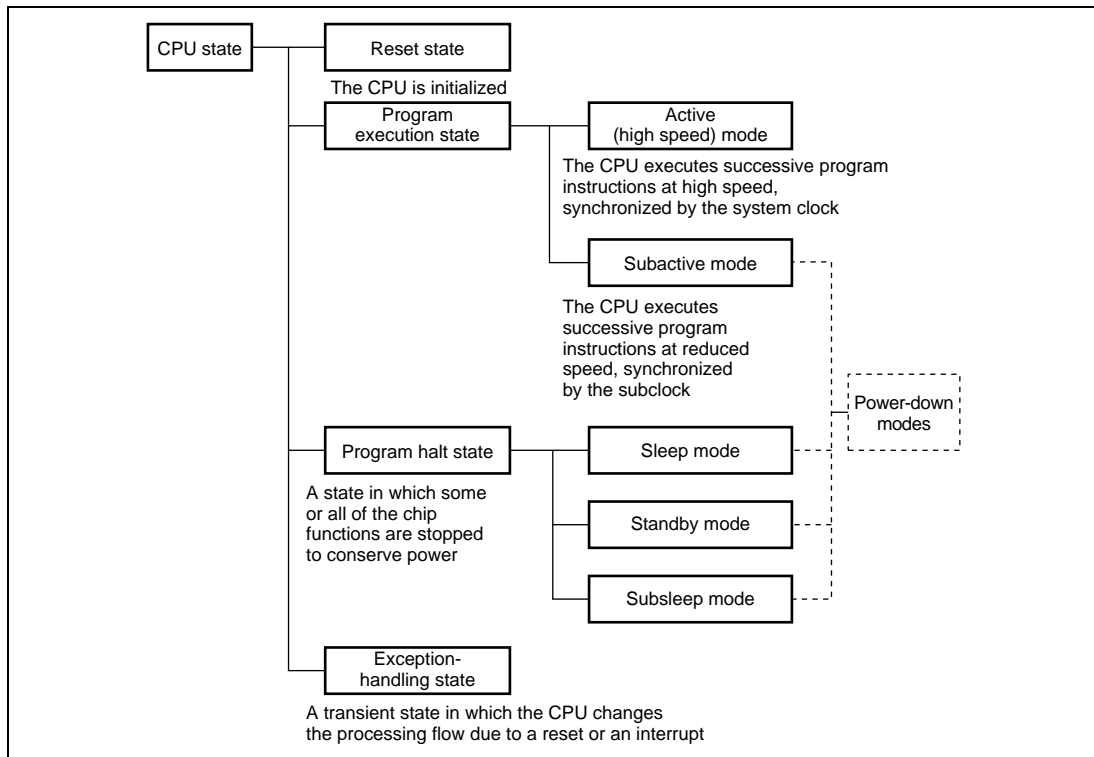 CPU state
Reset state
The CPU is initialized
Program
execution state
Active
(high speed) mode
The CPU executes successive program
instructions at high speed,
synchronized by the system clock
Subactive mode
The CPU executes
successive program
instructions at reduced
speed, synchronized
by the subclock
Power-down
modes
Program halt state
A state in which some
or all of the chip
functions are stopped
to conserve power
Sleep mode
Standby mode
Subsleep mode
Exception-
handling state
A transient state in which the CPU changes
the processing flow due to a reset or an interrupt